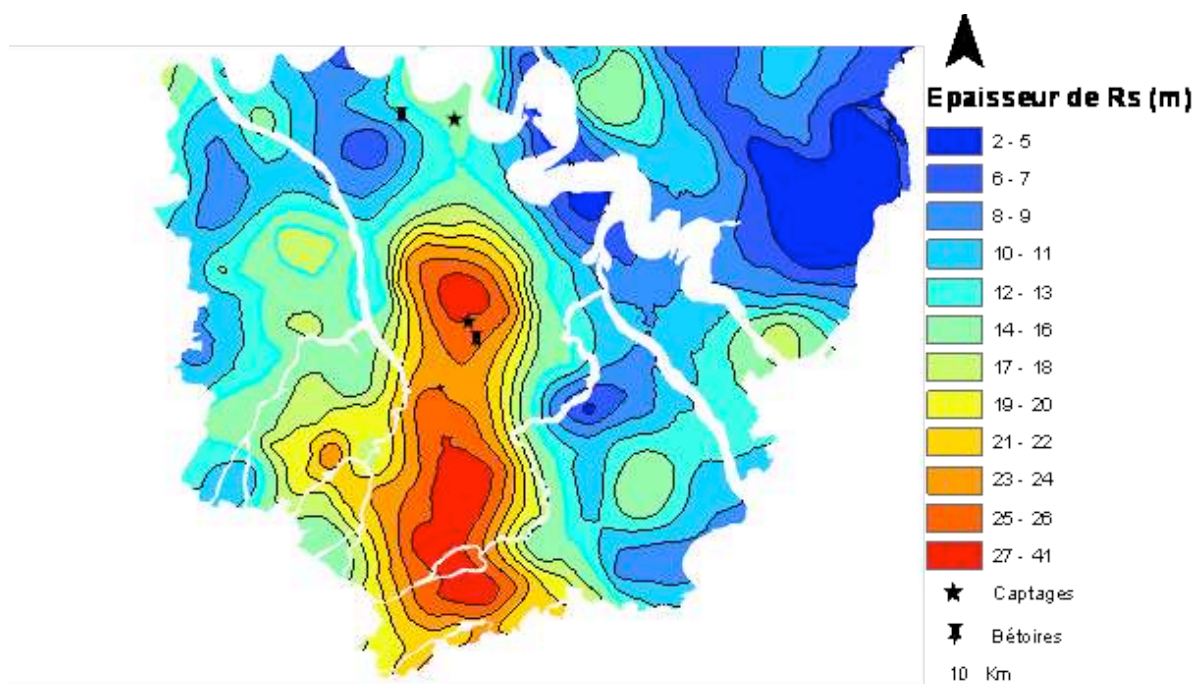 Epaisseur de Rs (m)
2 - 5
6 - 7
8 - 9
10 - 11
12 - 13
14 - 16
17 - 18
19 - 20
21 - 22
23 - 24
25 - 26
27 - 41
Captages
Bétoires
10 Km